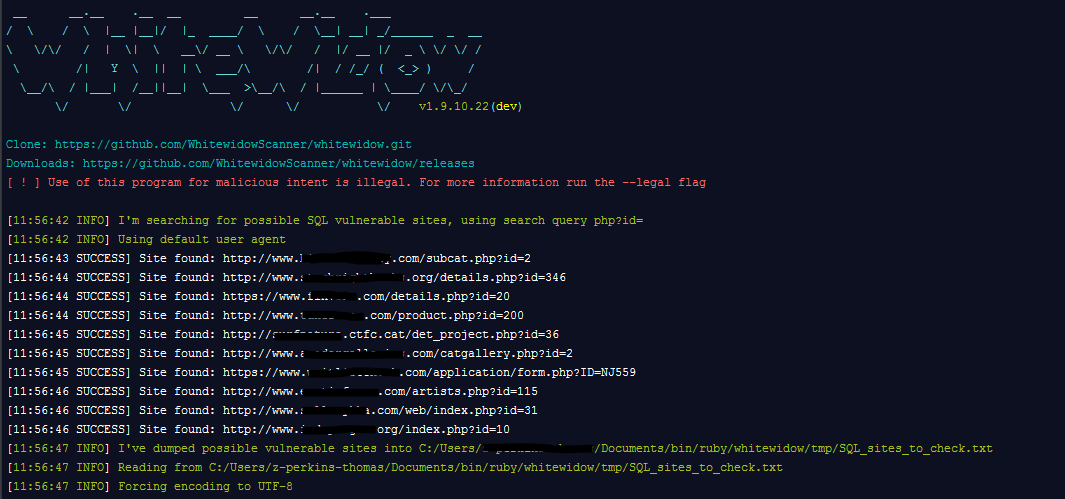 v1.9.10.22(dev)
Clone: https://github.com/WhitewidowScanner/whitewidow.git
Downloads: https://github.com/WhitewidowScanner/whitewidow/releases
[ ! ] Use of this program for malicious intent is illegal. For more information run the --legal flag
[11:56:42 INFO] I'm searching for possible SQL vulnerable sites, using search query php?id=
[11:56:42 INFO] Using default user agent
[11:56:43 SUCCESS] Site found: http://www. .com/subcat.php?id=2
[11:56:44 SUCCESS] Site found: http://www. .org/details.php?id=346
[11:56:44 SUCCESS] Site found: https://www. .com/details.php?id=20
[11:56:44 SUCCESS] Site found: http://www. .com/product.php?id=200
[11:56:45 SUCCESS] Site found: http:// .ctfc.cat/det_project.php?id=36
[11:56:45 SUCCESS] Site found: http://www. .com/catgallery.php?id=2
[11:56:45 SUCCESS] Site found: https://www. .com/application/form.php?ID=NJ559
[11:56:46 SUCCESS] Site found: http://www. .com/artists.php?id=115
[11:56:46 SUCCESS] Site found: http://www. .com/web/index.php?id=31
[11:56:46 SUCCESS] Site found: http://www. .org/index.php?id=10
[11:56:47 INFO] I've dumped possible vulnerable sites into C:/Users/ /Documents/bin/ruby/whitewidow/tmp/SQL_sites_to_check.txt
[11:56:47 INFO] Reading from C:/Users/z-perkins-thomas/Documents/bin/ruby/whitewidow/tmp/SQL_sites_to_check.txt
[11:56:47 INFO] Forcing encoding to UTF-8